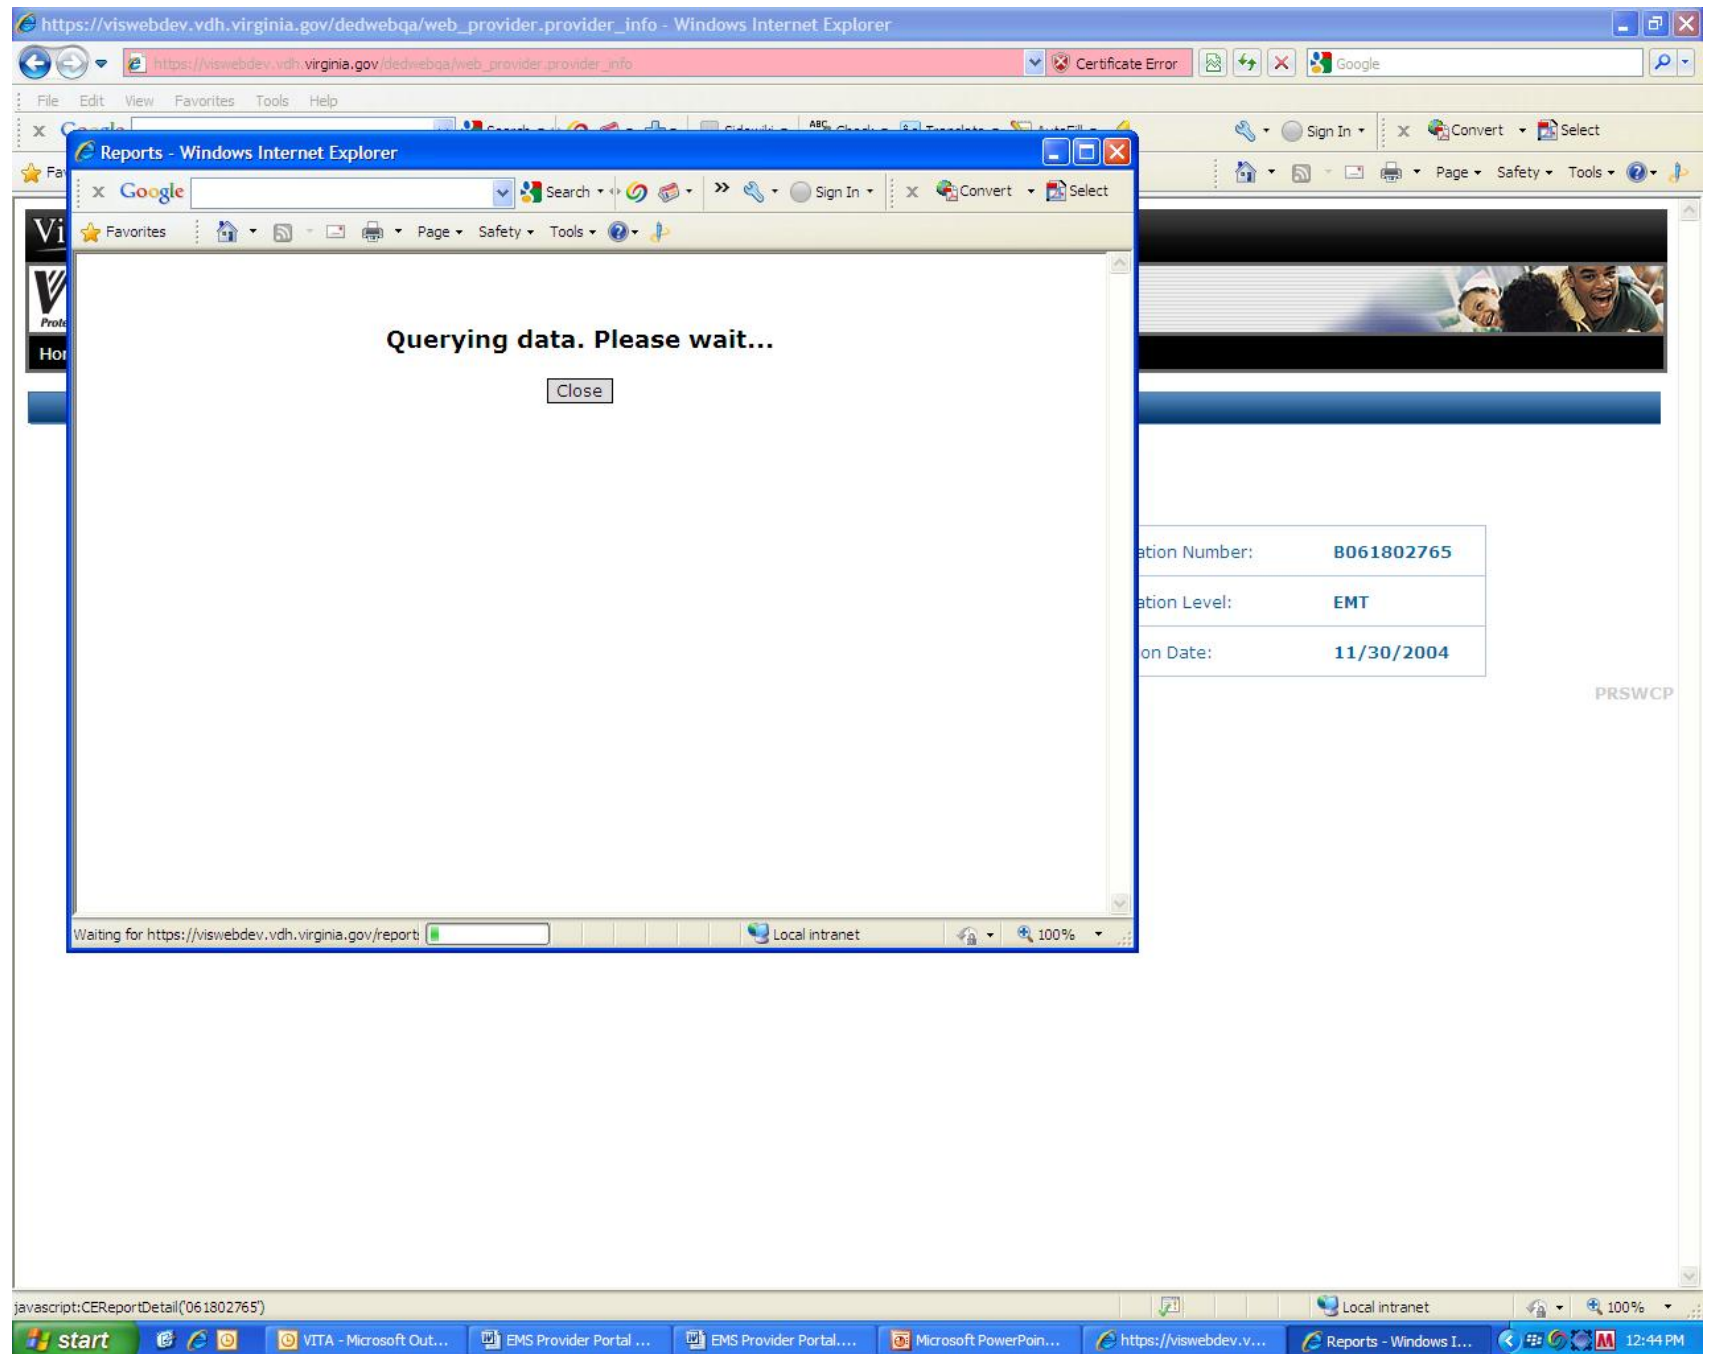 https://viswebdev.vdh.virginia.gov/dedwebqa/web_provider.provider_info - Windows Internet Explorer
https://viswebdev.vdh.virginia.gov/dedwebqa/web_provider.provider_info
Certificate Error
Google
File Edit View Favorites Tools Help
x Google
Sign In
x Convert Select
Page Safety Tools
Reports - Windows Internet Explorer
x Google Search Sign In x Convert Select
Favorites Page Safety Tools
Vi
Prote
Querying data. Please wait...
Close
ation Number: B061802765
ation Level: EMT
on Date: 11/30/2004
PRSWCP
Waiting for https://viswebdev.vdh.virginia.gov/report: Local intranet 100%
javascript:CEReportDetail('061802765') Local intranet 100%
start VITA - Microsoft Out... EMS Provider Portal ... EMS Provider Portal.... Microsoft PowerPoin... https://viswebdev.v... Reports - Windows I... 12:44 PM